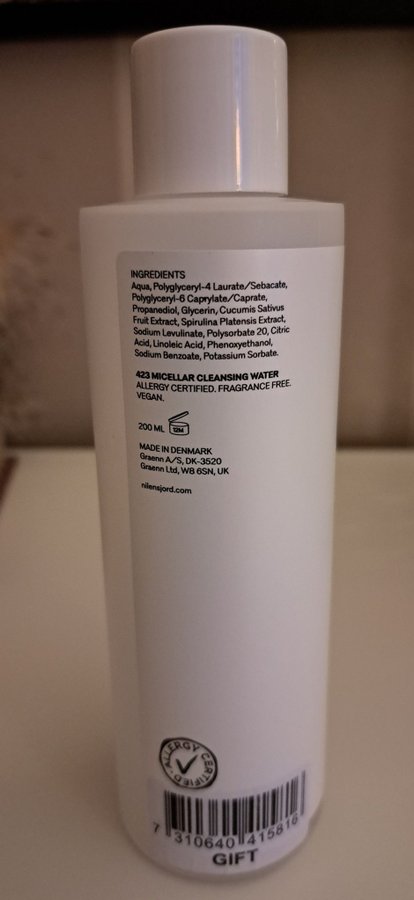 INGREDIENTS
Aqua, Polyglyceryl-4 Laurate/Sebacate,
Polyglyceryl-6 Caprylate/Caprate,
Propanediol, Glycerin, Cucumis Sativus
Fruit Extract, Spirulina Platensis Extract,
Sodium Levulinate, Polysorbate 20, Citric
Acid, Linoleic Acid, Phenoxyethanol,
Sodium Benzoate, Potassium Sorbate.
423 MICELLAR CLEANSING WATER
ALLERGY CERTIFIED. FRAGRANCE FREE.
VEGAN.
200 ML 12M
MADE IN DENMARK
Graenn A/S, DK-3520
Graenn Ltd, W8 6SN, UK
nilensjord.com
ALLERGY CERTIFIED
7 310640 415816
GIFT